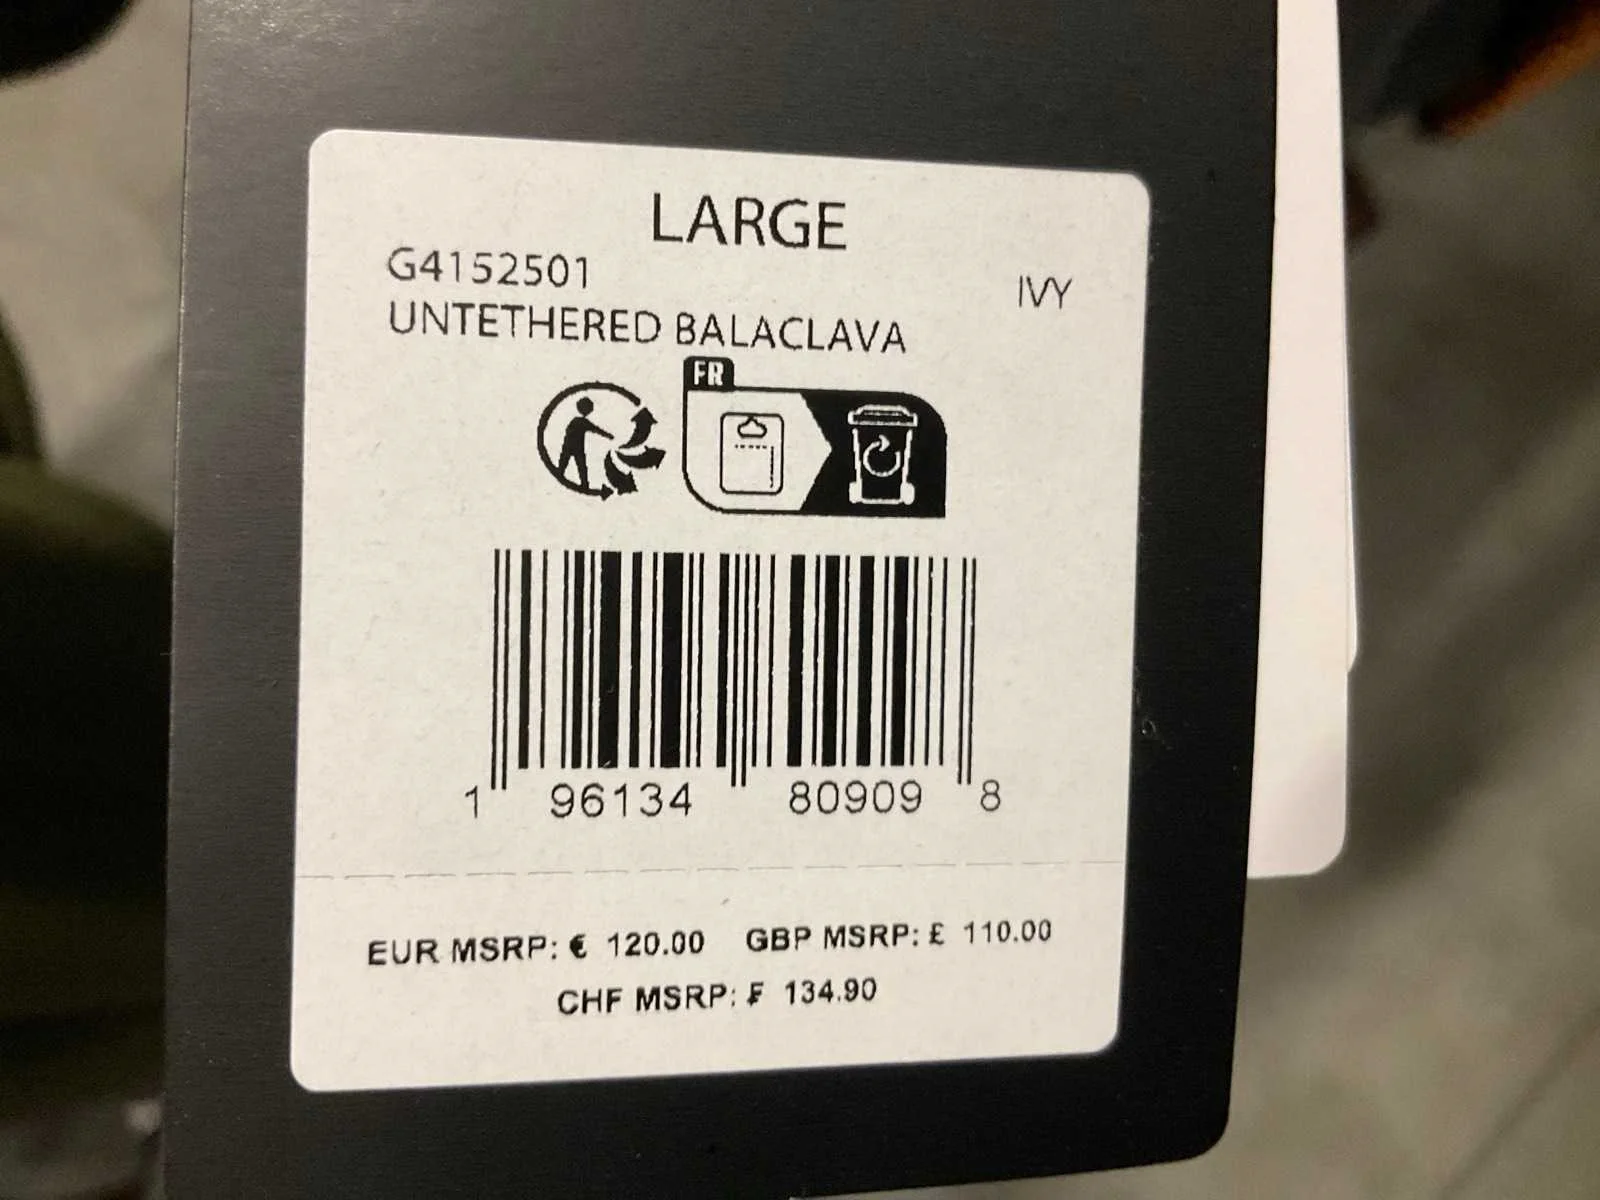 LARGE
G4152501
IVY
UNTETHERED BALACLAVA
FR
1 96134 80909 8
EUR MSRP: € 120.00 GBP MSRP: £ 110.00
CHF MSRP: ₣ 134.90